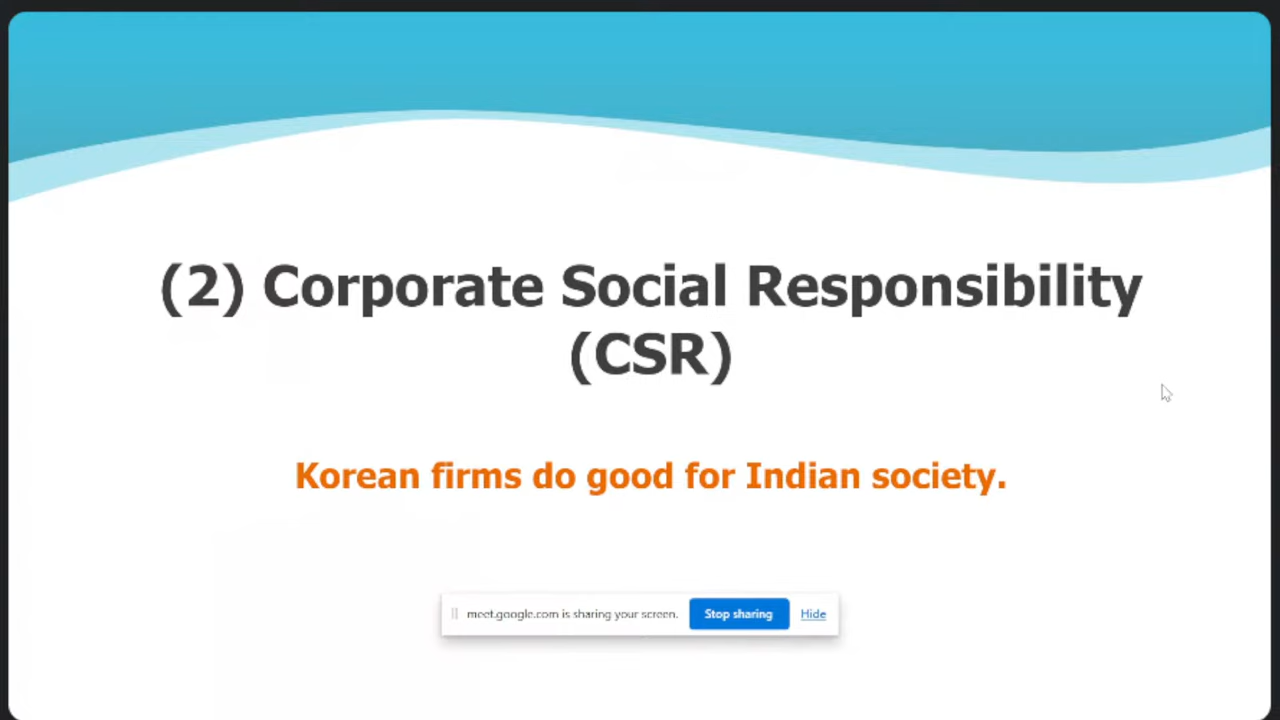 (2) Corporate Social Responsibility
(CSR)
Korean firms do good for Indian society.
meet.google.com is sharing your screen. Stop sharing Hide